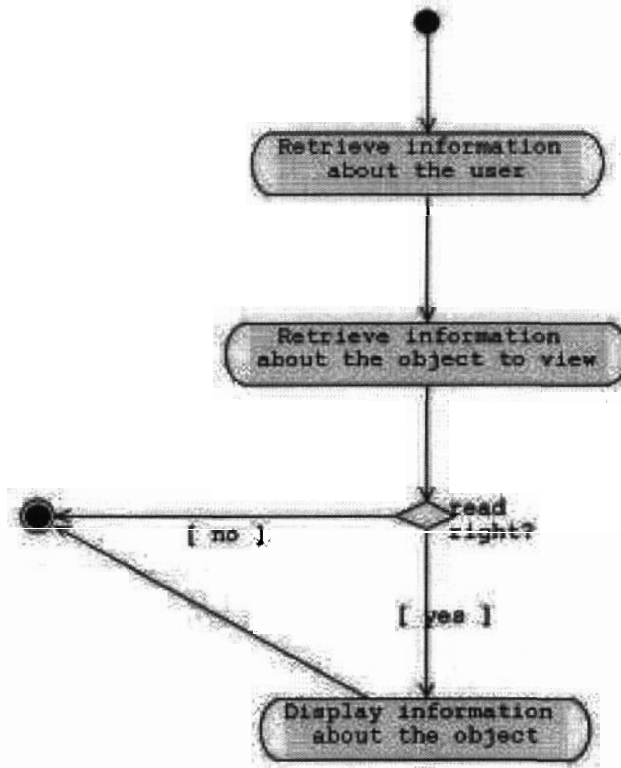 Retrieve information
about the user
Retrieve information
about the object to view
read
right?
[ no ]
[ yes ]
Display information
about the object